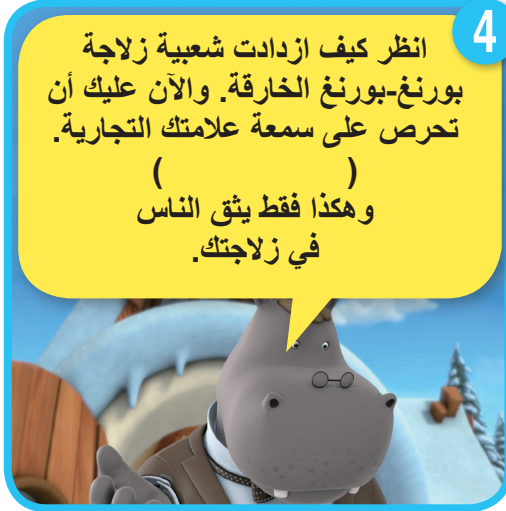 4
انظر كيف ازدادت شعبية زلاجة
بورنغ-بورنغ الخارقة. والآن عليك أن
تحرص على سمعة علامتك التجارية.
( )
وهكذا فقط يثق الناس
في زلاجتك.